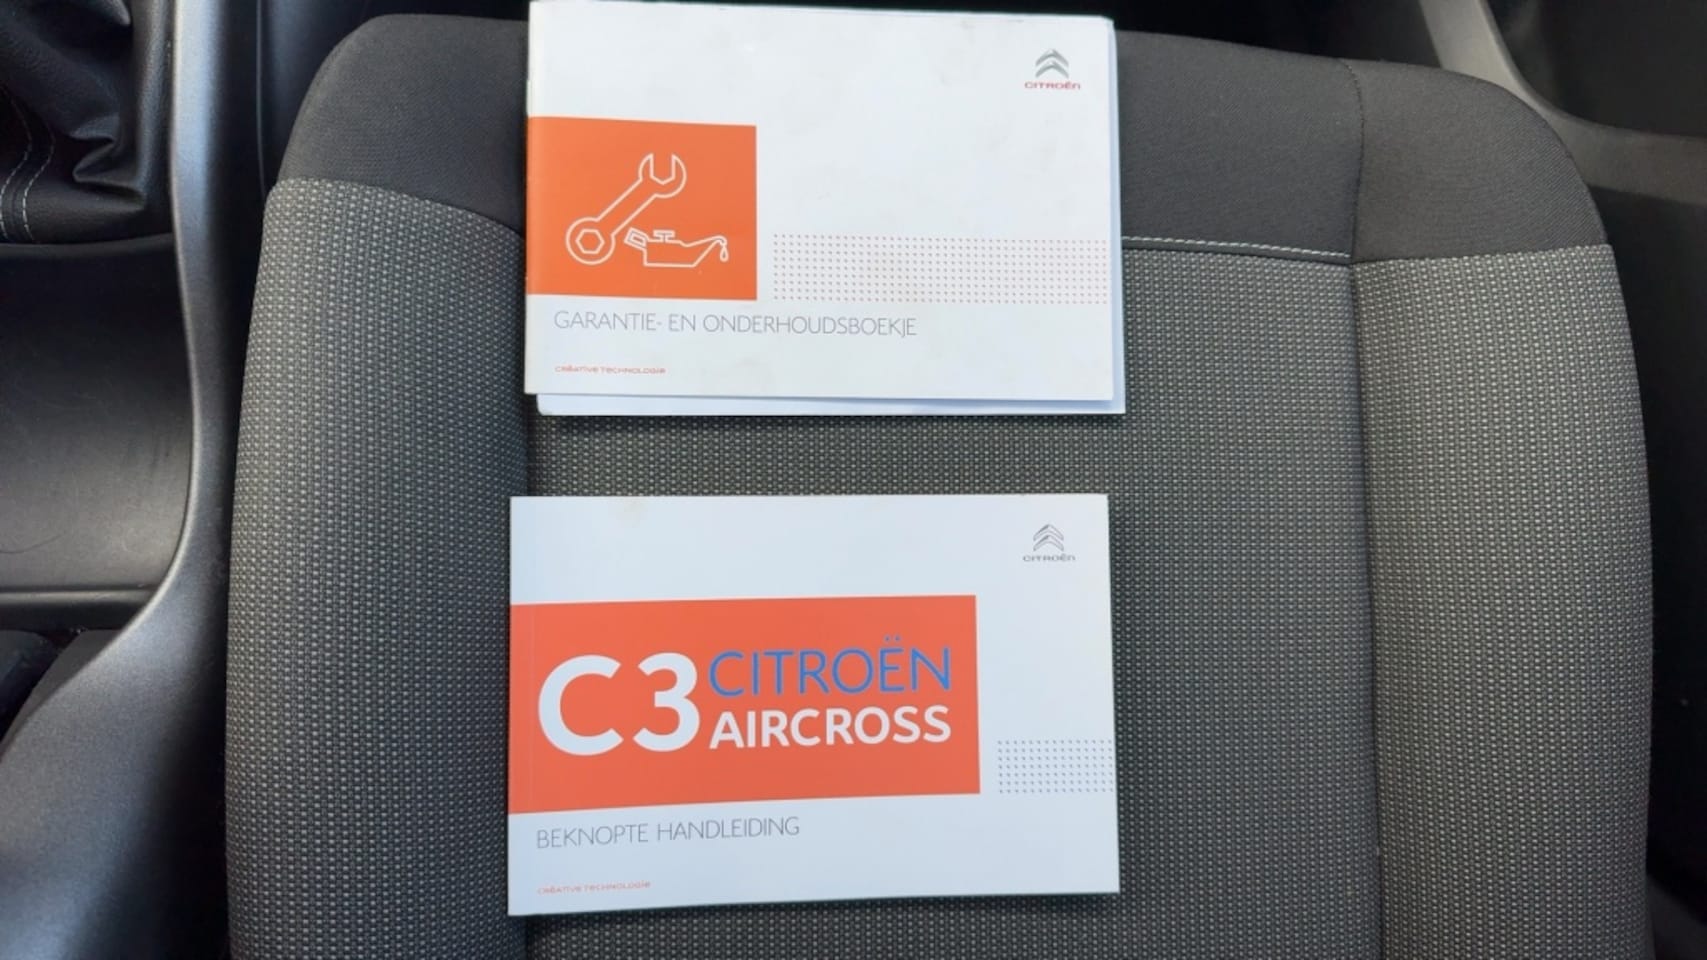 CITROËN
GARANTIE- EN ONDERHOUDSBOEKJE
CRÉATIVE TECHNOLOGIE
CITROËN
C3 CITROËN
AIRCROSS
BEKNOPTE HANDLEIDING
CRÉATIVE TECHNOLOGIE